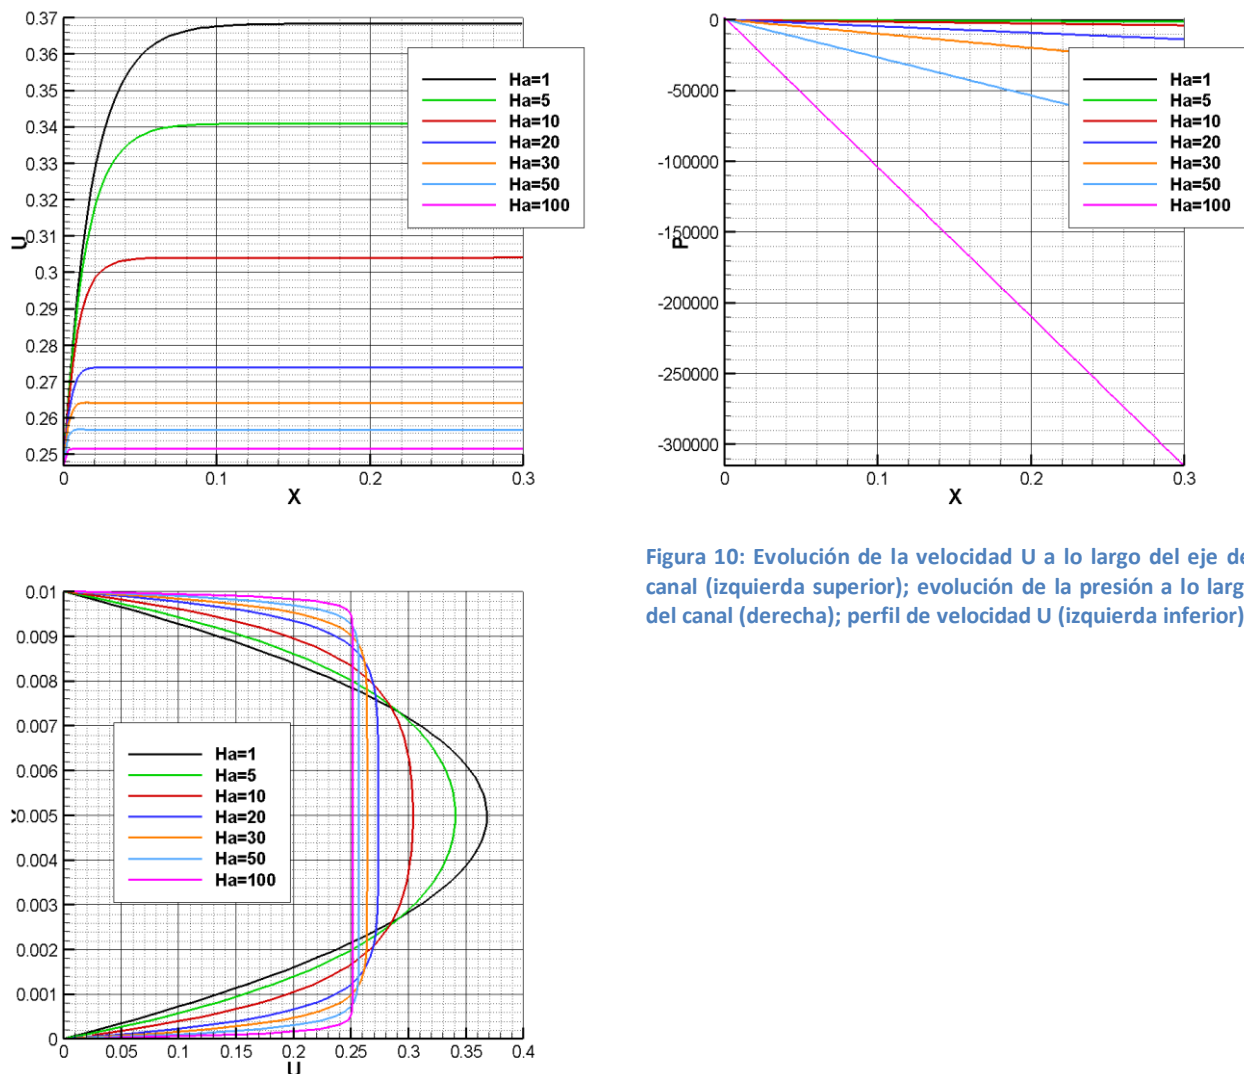 0.37
0.36
0.35
0.34
0.33
0.32
0.31
0.3
0.29
0.28
0.27
0.26
0.25
U
0
0.1
0.2
0.3
X
Ha=1
Ha=5
Ha=10
Ha=20
Ha=30
Ha=50
Ha=100
0
-50000
-100000
-150000
-200000
-250000
-300000
P
0.1
0.2
0.3
X
Ha=1
Ha=5
Ha=10
Ha=20
Ha=30
Ha=50
Ha=100
Figura 10: Evolución de la velocidad U a lo largo del eje de
canal (izquierda superior); evolución de la presión a lo larg
del canal (derecha); perfil de velocidad U (izquierda inferior)
0.01
0.009
0.008
0.007
0.006
0.005
0.004
0.003
0.002
0.001
0
0
0.05
0.1
0.15
0.2
0.25
0.3
0.35
0.4
U
Ha=1
Ha=5
Ha=10
Ha=20
Ha=30
Ha=50
Ha=100